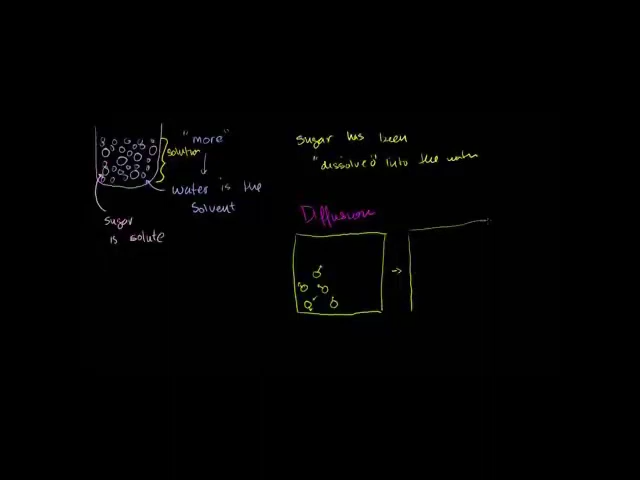 "more"
solution
water is the
solvent
sugar
is solute
sugar has been
"dissolved" into the water
Diffusion